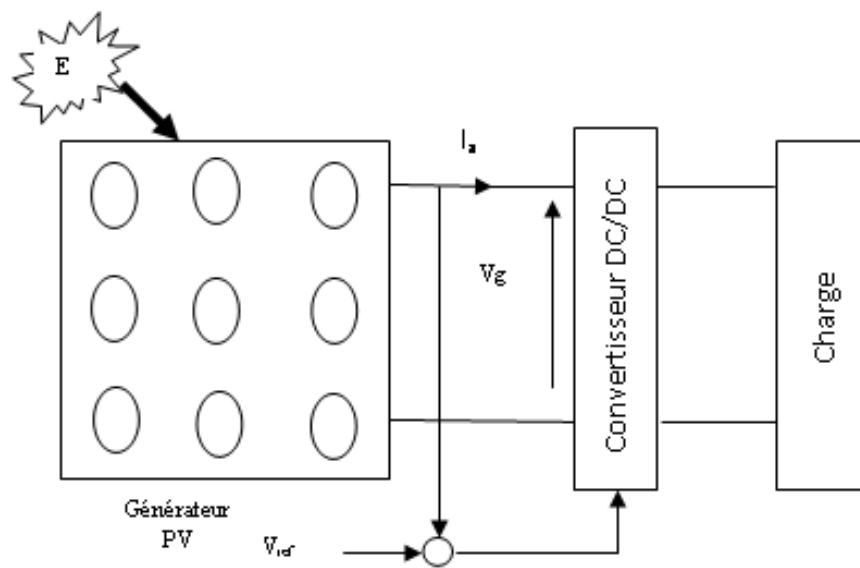 E
Iₐ
Vg
Convertisseur DC/DC
Charge
Générateur
PV
Vref